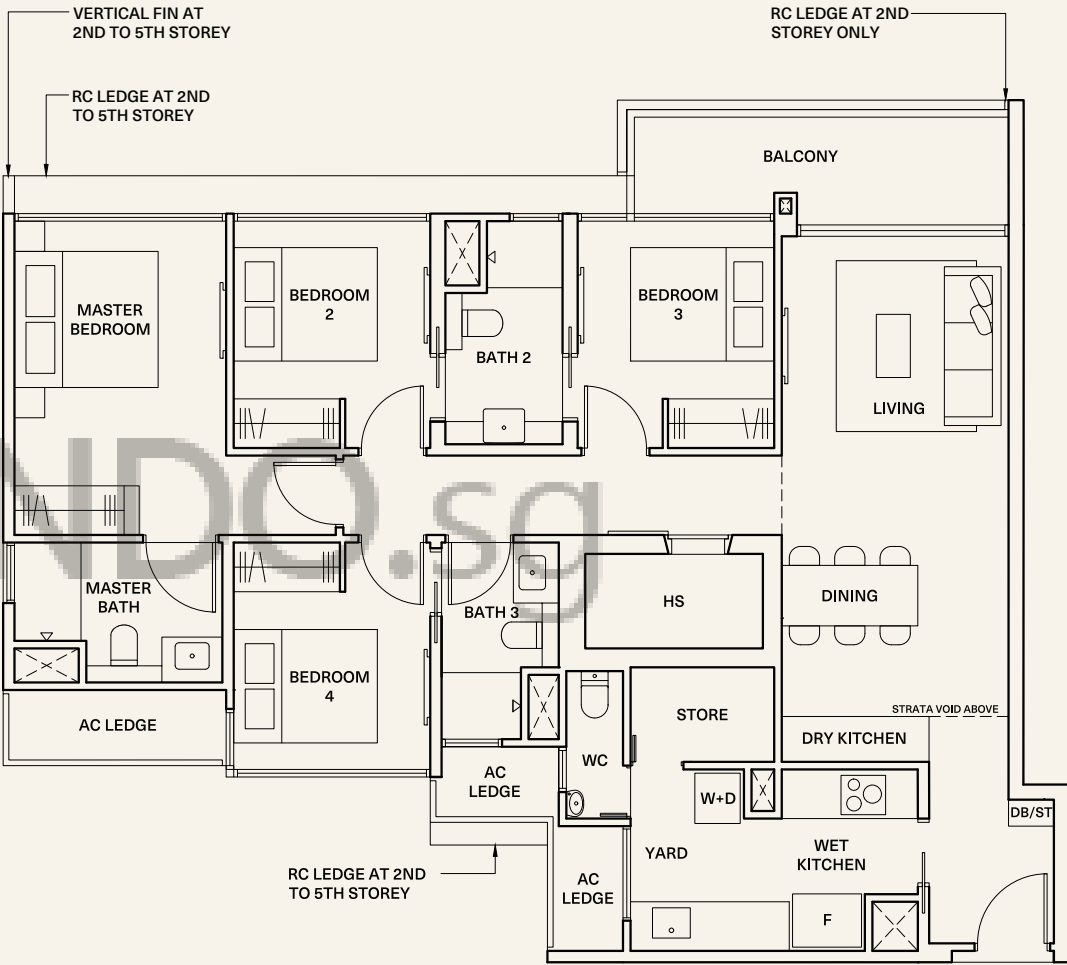 VERTICAL FIN AT
2ND TO 5TH STOREY
RC LEDGE AT 2ND
STOREY ONLY
RC LEDGE AT 2ND
TO 5TH STOREY
BALCONY
MASTER
BEDROOM
BEDROOM
2
BATH 2
BEDROOM
3
LIVING
NDO.sg
MASTER
BATH
BATH 3
HS
DINING
BEDROOM
4
STRATA VOID ABOVE
AC LEDGE
STORE
DRY KITCHEN
WC
AC
LEDGE
W+D
DB/ST
YARD
WET
KITCHEN
RC LEDGE AT 2ND
TO 5TH STOREY
AC
LEDGE
F